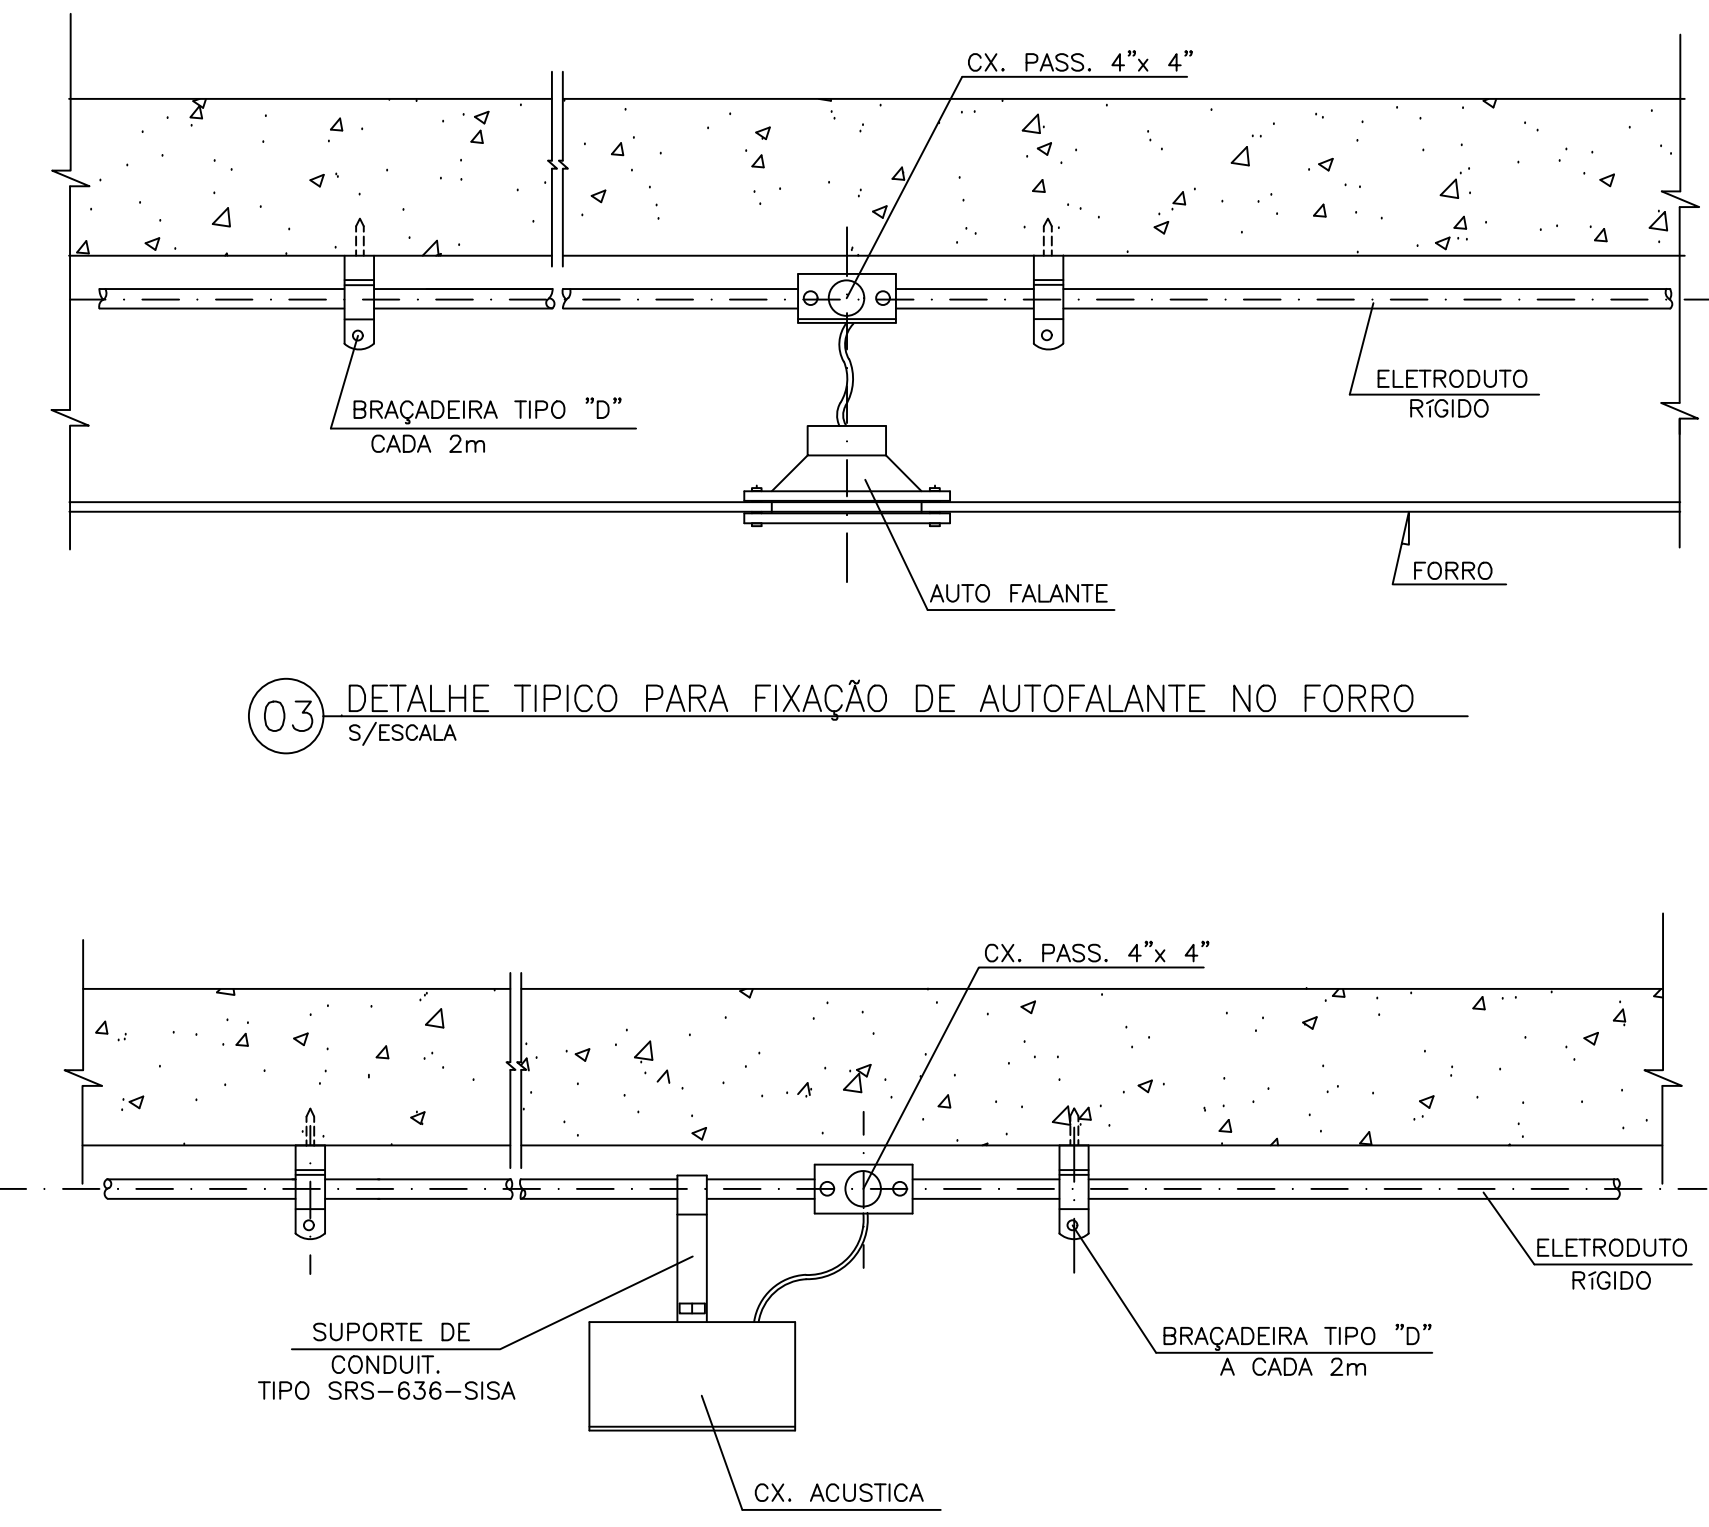 CX. PASS. 4”x 4”
ELETRODUTO
RíGIDO
BRAÇADEIRA TIPO ”D”
CADA 2m
FORRO
AUTO FALANTE
03 DETALHE TIPICO PARA FIXAÇÃO DE AUTOFALANTE NO FORRO
S/ESCALA
CX. PASS. 4”x 4”
ELETRODUTO
RíGIDO
SUPORTE DE
CONDUIT.
TIPO SRS-636-SISA
BRAÇADEIRA TIPO ”D”
A CADA 2m
CX. ACUSTICA